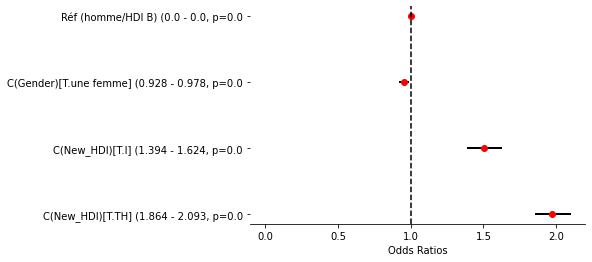 Réf (homme/HDI B) (0.0 - 0.0, p=0.0
C(Gender)[T.une femme] (0.928 - 0.978, p=0.0
C(New_HDI)[T.I] (1.394 - 1.624, p=0.0
C(New_HDI)[T.TH] (1.864 - 2.093, p=0.0
0.0 0.5 1.0 1.5 2.0
Odds Ratios